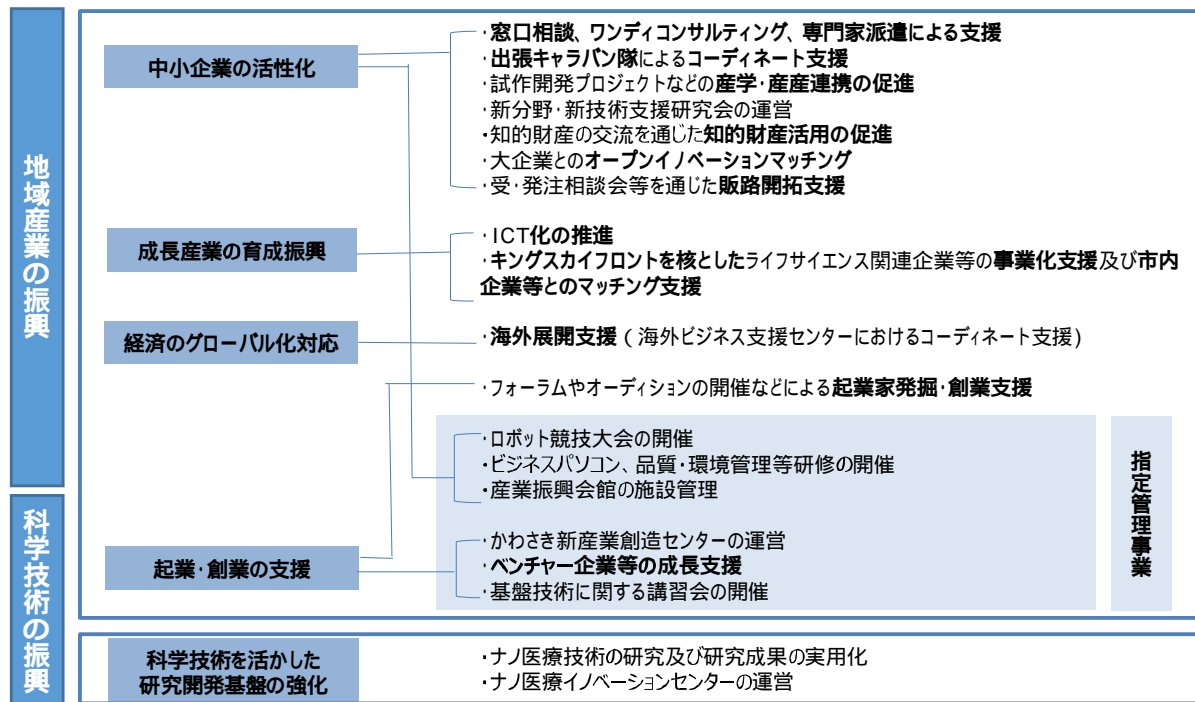 地域産業の振興
中小企業の活性化
・窓口相談、ワンディコンサルティング、専門家派遣による支援
・出張キャラバン隊によるコーディネート支援
・試作開発プロジェクトなどの産学・産産連携の促進
・新分野・新技術支援研究会の運営
・知的財産の交流を通じた知的財産活用の促進
・大企業とのオープンイノベーションマッチング
・受・発注相談会等を通じた販路開拓支援
成長産業の育成振興
・ICT化の推進
・キングスカイフロントを核としたライフサイエンス関連企業等の事業化支援及び市内
企業等とのマッチング支援
経済のグローバル化対応
・海外展開支援(海外ビジネス支援センターにおけるコーディネート支援)
・フォーラムやオーディションの開催などによる起業家発掘・創業支援
・ロボット競技大会の開催
・ビジネスパソコン、品質・環境管理等研修の開催
・産業振興会館の施設管理
指定管理事業
科学技術の振興
起業・創業の支援
・かわさき新産業創造センターの運営
・ベンチャー企業等の成長支援
・基盤技術に関する講習会の開催
科学技術を活かした
研究開発基盤の強化
・ナノ医療技術の研究及び研究成果の実用化
・ナノ医療イノベーションセンターの運営